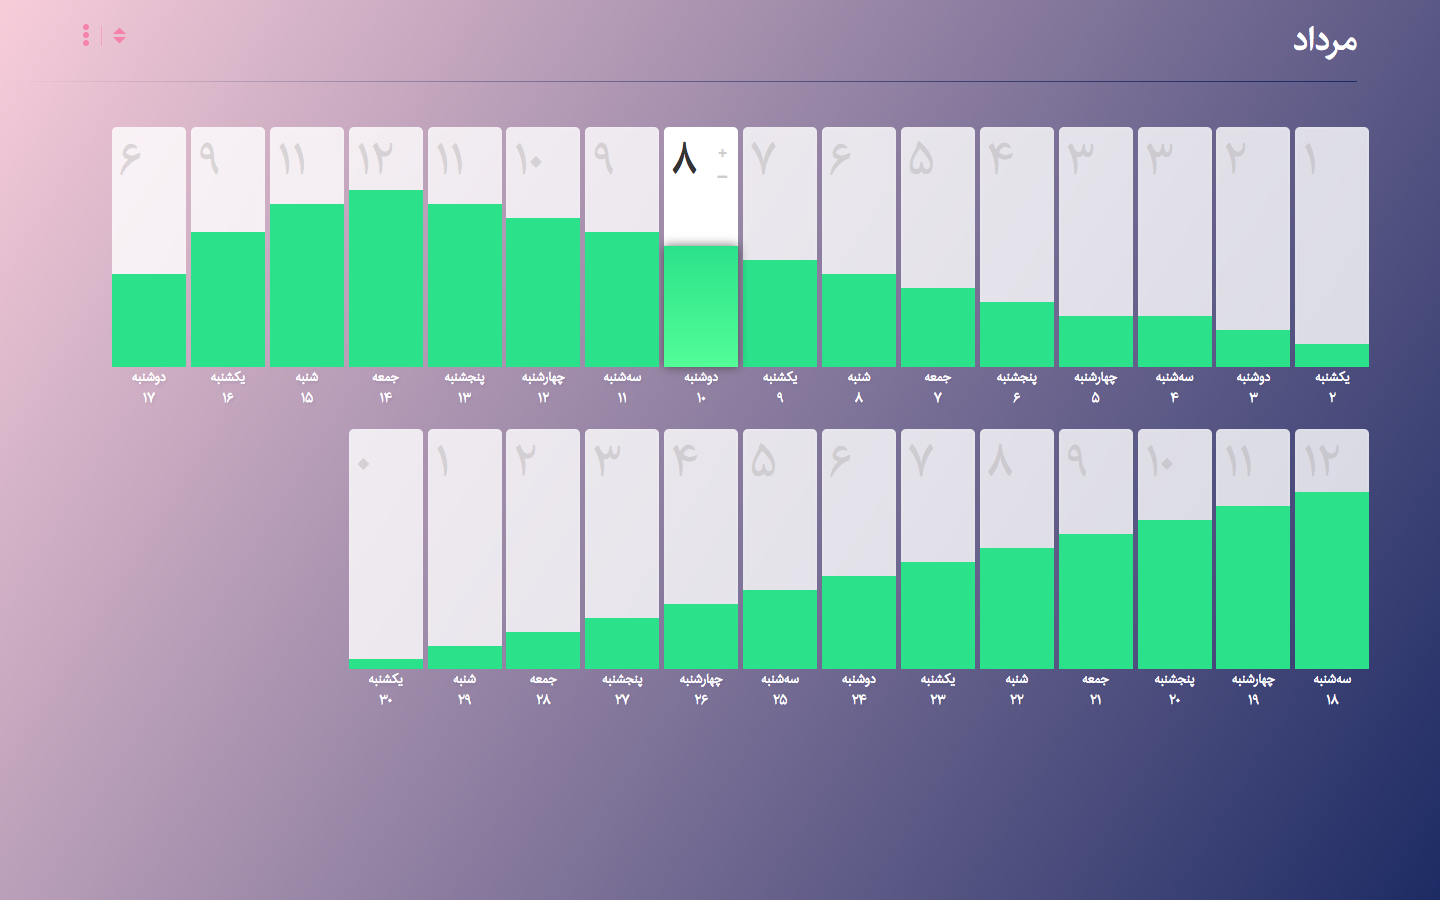 مرداد
۱ ۲ ۳ ۳ ۴ ۵ ۶ ۷ ۸ + − ۹ ۱۰ ۱۱ ۱۲ ۱۱ ۹ ۶
یکشنبه دوشنبه سه‌شنبه چهارشنبه پنجشنبه جمعه شنبه یکشنبه دوشنبه سه‌شنبه چهارشنبه پنجشنبه جمعه شنبه یکشنبه دوشنبه
۲ ۳ ۴ ۵ ۶ ۷ ۸ ۹ ۱۰ ۱۱ ۱۲ ۱۳ ۱۴ ۱۵ ۱۶ ۱۷
۱۲ ۱۱ ۱۰ ۹ ۸ ۷ ۶ ۵ ۴ ۳ ۲ ۱ ۰
سه‌شنبه چهارشنبه پنجشنبه جمعه شنبه یکشنبه دوشنبه سه‌شنبه چهارشنبه پنجشنبه جمعه شنبه یکشنبه
۱۸ ۱۹ ۲۰ ۲۱ ۲۲ ۲۳ ۲۴ ۲۵ ۲۶ ۲۷ ۲۸ ۲۹ ۳۰